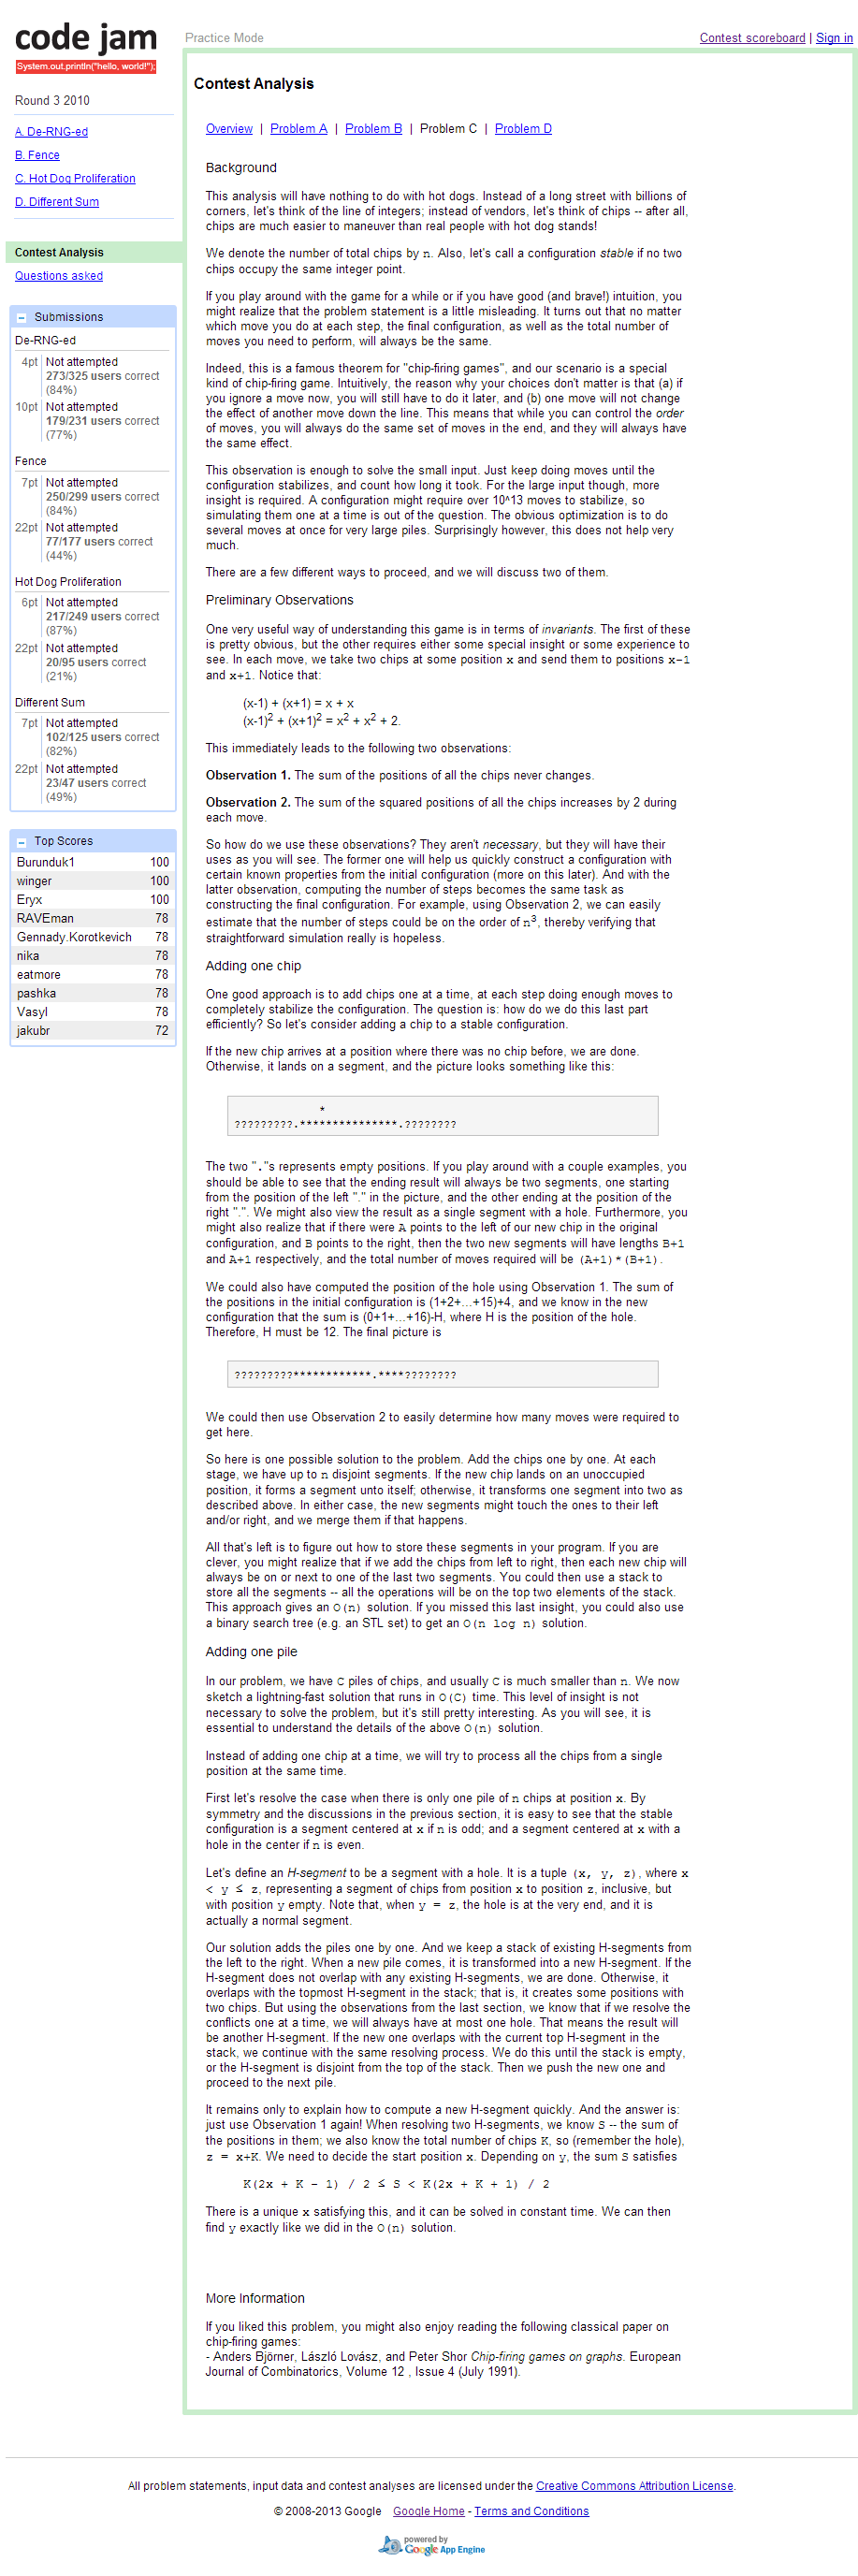 code jam
System.out.println("hello, world!");
Practice Mode
Contest scoreboard | Sign in
Round 3 2010
A. De-RNG-ed
B. Fence
C. Hot Dog Proliferation
D. Different Sum
Contest Analysis
Questions asked
Submissions
De-RNG-ed
4pt Not attempted
273/325 users correct
(84%)
10pt Not attempted
179/231 users correct
(77%)
Fence
7pt Not attempted
250/299 users correct
(84%)
22pt Not attempted
77/177 users correct
(44%)
Hot Dog Proliferation
6pt Not attempted
217/249 users correct
(87%)
22pt Not attempted
20/95 users correct
(21%)
Different Sum
7pt Not attempted
102/125 users correct
(82%)
22pt Not attempted
23/47 users correct
(49%)
Top Scores
Burunduk1 100
winger 100
Eryx 100
RAVEman 78
Gennady.Korotkevich 78
nika 78
eatmore 78
pashka 78
Vasyl 78
jakubr 72
Contest Analysis
Overview | Problem A | Problem B | Problem C | Problem D
Background
This analysis will have nothing to do with hot dogs. Instead of a long street with billions of
corners, let's think of the line of integers; instead of vendors, let's think of chips -- after all,
chips are much easier to maneuver than real people with hot dog stands!
We denote the number of total chips by n. Also, let's call a configuration stable if no two
chips occupy the same integer point.
If you play around with the game for a while or if you have good (and brave!) intuition, you
might realize that the problem statement is a little misleading. It turns out that no matter
which move you do at each step, the final configuration, as well as the total number of
moves you need to perform, will always be the same.
Indeed, this is a famous theorem for "chip-firing games", and our scenario is a special
kind of chip-firing game. Intuitively, the reason why your choices don't matter is that (a) if
you ignore a move now, you will still have to do it later, and (b) one move will not change
the effect of another move down the line. This means that while you can control the order
of moves, you will always do the same set of moves in the end, and they will always have
the same effect.
This observation is enough to solve the small input. Just keep doing moves until the
configuration stabilizes, and count how long it took. For the large input though, more
insight is required. A configuration might require over 10^13 moves to stabilize, so
simulating them one at a time is out of the question. The obvious optimization is to do
several moves at once for very large piles. Surprisingly however, this does not help very
much.
There are a few different ways to proceed, and we will discuss two of them.
Preliminary Observations
One very useful way of understanding this game is in terms of invariants. The first of these
is pretty obvious, but the other requires either some special insight or some experience to
see. In each move, we take two chips at some position x and send them to positions x-1
and x+1. Notice that:
(x-1) + (x+1) = x + x
(x-1)2 + (x+1)2 = x2 + x2 + 2.
This immediately leads to the following two observations:
Observation 1. The sum of the positions of all the chips never changes.
Observation 2. The sum of the squared positions of all the chips increases by 2 during
each move.
So how do we use these observations? They aren't necessary, but they will have their
uses as you will see. The former one will help us quickly construct a configuration with
certain known properties from the initial configuration (more on this later). And with the
latter observation, computing the number of steps becomes the same task as
constructing the final configuration. For example, using Observation 2, we can easily
estimate that the number of steps could be on the order of n3, thereby verifying that
straightforward simulation really is hopeless.
Adding one chip
One good approach is to add chips one at a time, at each step doing enough moves to
completely stabilize the configuration. The question is: how do we do this last part
efficiently? So let's consider adding a chip to a stable configuration.
If the new chip arrives at a position where there was no chip before, we are done.
Otherwise, it lands on a segment, and the picture looks something like this:
*
?????????.***************.????????
The two "."s represents empty positions. If you play around with a couple examples, you
should be able to see that the ending result will always be two segments, one starting
from the position of the left "." in the picture, and the other ending at the position of the
right ".". We might also view the result as a single segment with a hole. Furthermore, you
might also realize that if there were A points to the left of our new chip in the original
configuration, and B points to the right, then the two new segments will have lengths B+1
and A+1 respectively, and the total number of moves required will be (A+1)*(B+1).
We could also have computed the position of the hole using Observation 1. The sum of
the positions in the initial configuration is (1+2+...+15)+4, and we know in the new
configuration that the sum is (0+1+...+16)-H, where H is the position of the hole.
Therefore, H must be 12. The final picture is
?????????************.****????????
We could then use Observation 2 to easily determine how many moves were required to
get here.
So here is one possible solution to the problem. Add the chips one by one. At each
stage, we have up to n disjoint segments. If the new chip lands on an unoccupied
position, it forms a segment unto itself; otherwise, it transforms one segment into two as
described above. In either case, the new segments might touch the ones to their left
and/or right, and we merge them if that happens.
All that's left is to figure out how to store these segments in your program. If you are
clever, you might realize that if we add the chips from left to right, then each new chip will
always be on or next to one of the last two segments. You could then use a stack to
store all the segments -- all the operations will be on the top two elements of the stack.
This approach gives an O(n) solution. If you missed this last insight, you could also use
a binary search tree (e.g. an STL set) to get an O(n log n) solution.
Adding one pile
In our problem, we have C piles of chips, and usually C is much smaller than n. We now
sketch a lightning-fast solution that runs in O(C) time. This level of insight is not
necessary to solve the problem, but it's still pretty interesting. As you will see, it is
essential to understand the details of the above O(n) solution.
Instead of adding one chip at a time, we will try to process all the chips from a single
position at the same time.
First let's resolve the case when there is only one pile of n chips at position x. By
symmetry and the discussions in the previous section, it is easy to see that the stable
configuration is a segment centered at x if n is odd; and a segment centered at x with a
hole in the center if n is even.
Let's define an H-segment to be a segment with a hole. It is a tuple (x, y, z), where x
< y ≤ z, representing a segment of chips from position x to position z, inclusive, but
with position y empty. Note that, when y = z, the hole is at the very end, and it is
actually a normal segment.
Our solution adds the piles one by one. And we keep a stack of existing H-segments from
the left to the right. When a new pile comes, it is transformed into a new H-segment. If the
H-segment does not overlap with any existing H-segments, we are done. Otherwise, it
overlaps with the topmost H-segment in the stack; that is, it creates some positions with
two chips. But using the observations from the last section, we know that if we resolve the
conflicts one at a time, we will always have at most one hole. That means the result will
be another H-segment. If the new one overlaps with the current top H-segment in the
stack, we continue with the same resolving process. We do this until the stack is empty,
or the H-segment is disjoint from the top of the stack. Then we push the new one and
proceed to the next pile.
It remains only to explain how to compute a new H-segment quickly. And the answer is:
just use Observation 1 again! When resolving two H-segments, we know S -- the sum of
the positions in them; we also know the total number of chips K, so (remember the hole),
z = x+K. We need to decide the start position x. Depending on y, the sum S satisfies
K(2x + K - 1) / 2 ≤ S < K(2x + K + 1) / 2
There is a unique x satisfying this, and it can be solved in constant time. We can then
find y exactly like we did in the O(n) solution.
More Information
If you liked this problem, you might also enjoy reading the following classical paper on
chip-firing games:
- Anders Björner, László Lovász, and Peter Shor Chip-firing games on graphs. European
Journal of Combinatorics, Volume 12 , Issue 4 (July 1991).
All problem statements, input data and contest analyses are licensed under the Creative Commons Attribution License.
© 2008-2013 Google Google Home - Terms and Conditions
powered by
Google App Engine